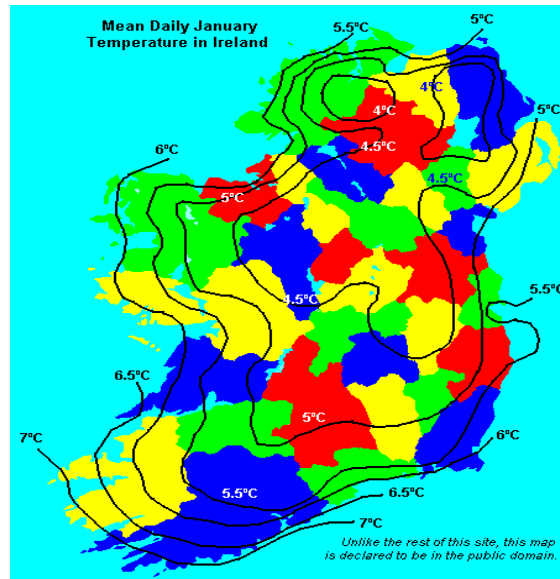 Mean Daily January
Temperature in Ireland
5.5ºC
5ºC
4ºC
4ºC
5ºC
4.5ºC
6ºC
4.5ºC
5ºC
5.5ºC
4.5ºC
6.5ºC
5ºC
7ºC
6ºC
5.5ºC
6.5ºC
7ºC
Unlike the rest of this site, this map
is declared to be in the public domain.